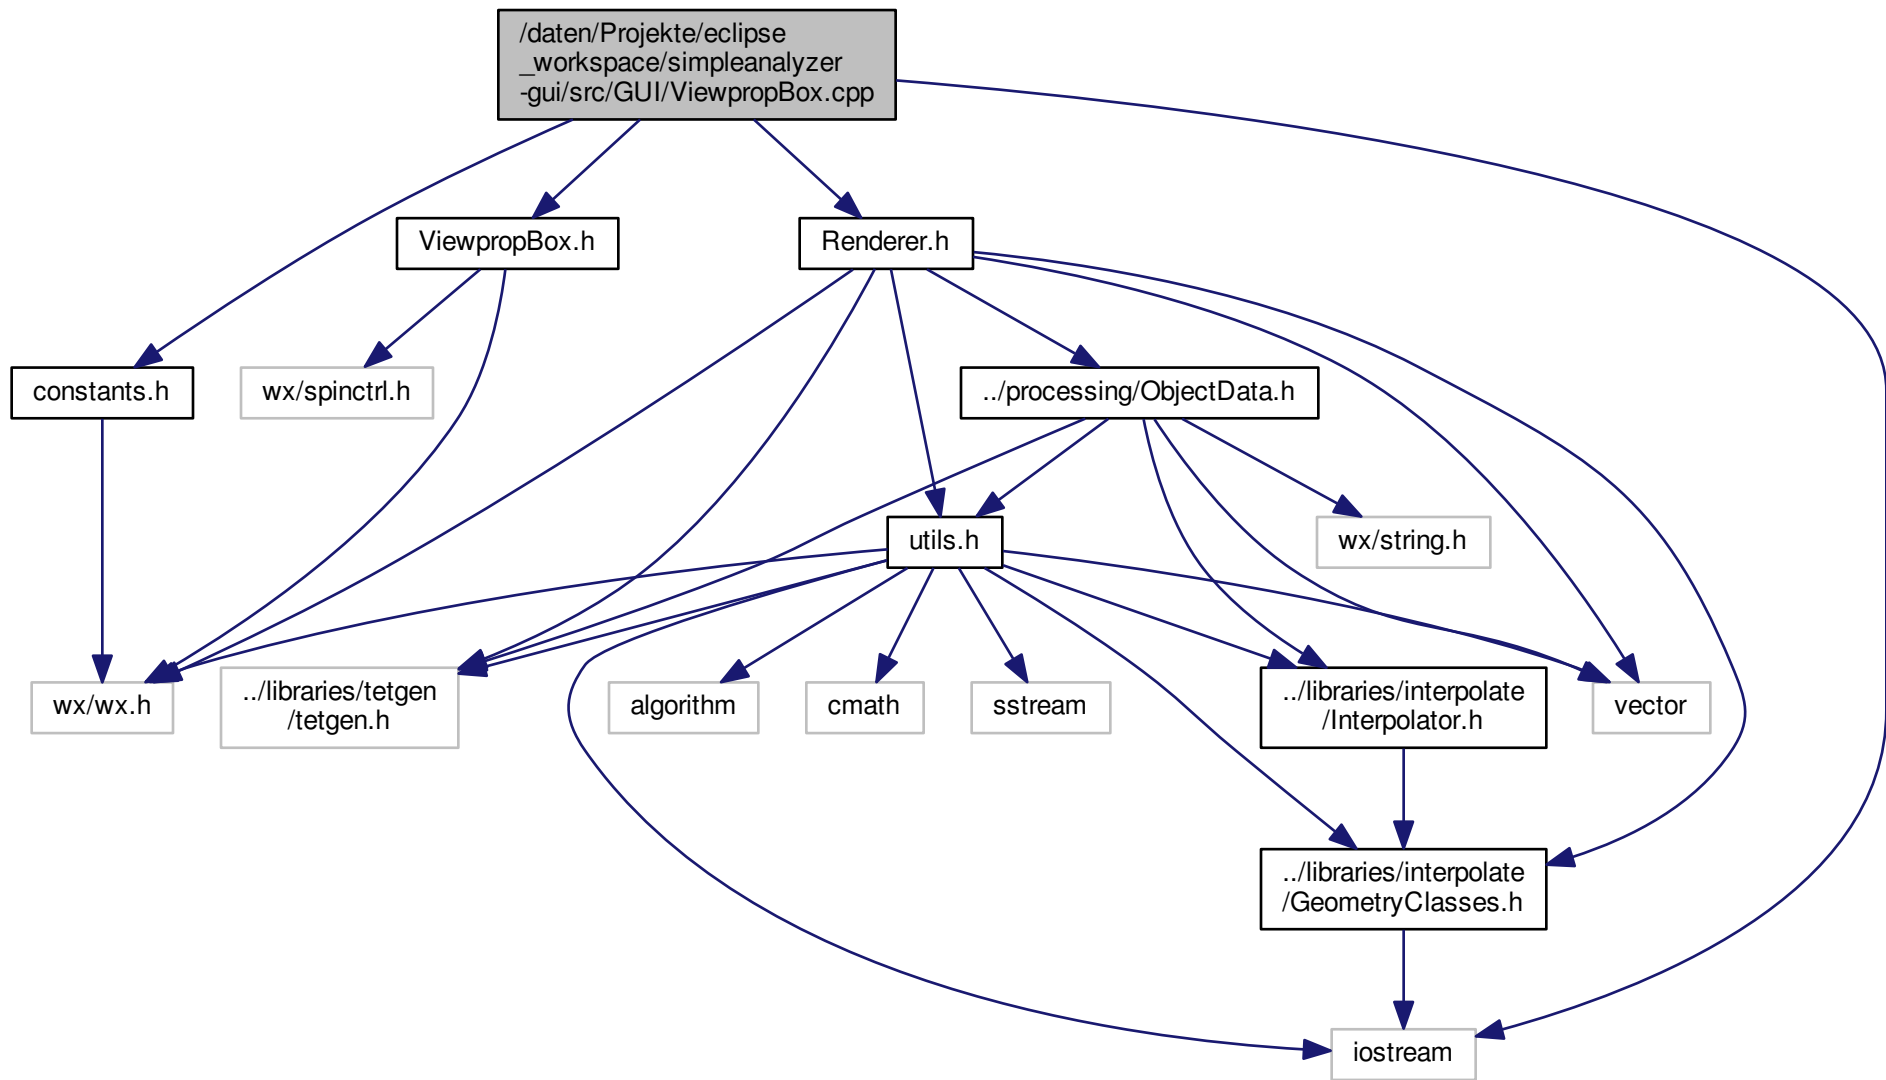 /daten/Projekte/eclipse
_workspace/simpleanalyzer
-gui/src/GUI/ViewpropBox.cpp
ViewpropBox.h
Renderer.h
constants.h
wx/spinctrl.h
../processing/ObjectData.h
utils.h
wx/string.h
wx/wx.h
../libraries/tetgen
/tetgen.h
algorithm
cmath
sstream
../libraries/interpolate
/Interpolator.h
vector
../libraries/interpolate
/GeometryClasses.h
iostream